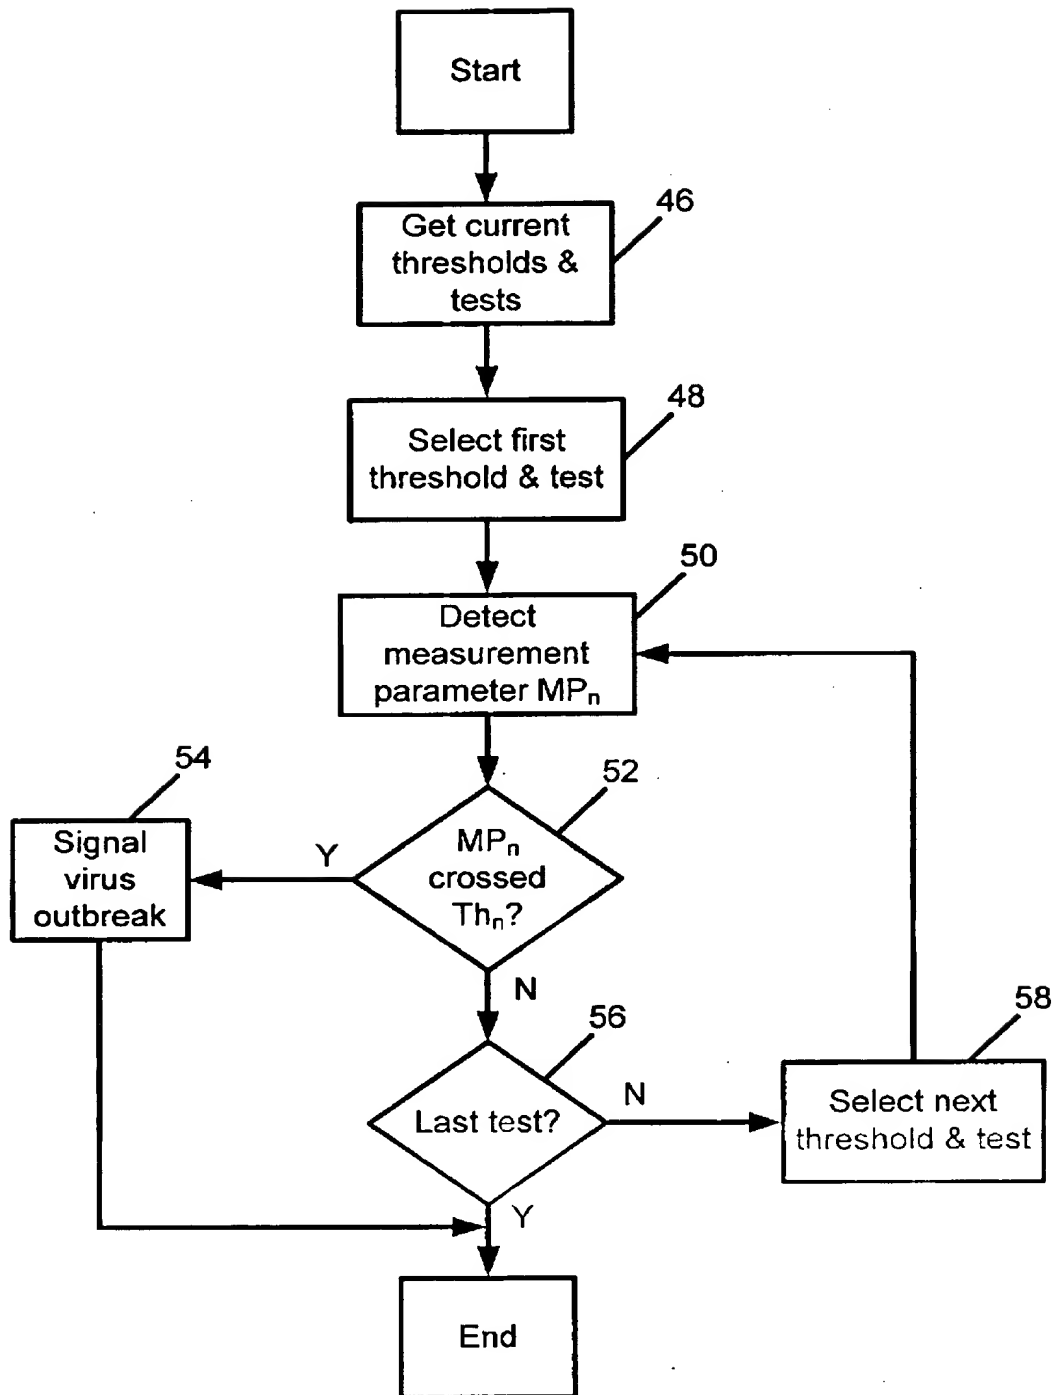 Start
46
Get current
thresholds &
tests
48
Select first
threshold & test
50
Detect
measurement
parameter MPₙ
54
52
Signal
virus
outbreak
Y
MPₙ
crossed
Thₙ?
N
56
58
Last test?
N
Select next
threshold & test
Y
End